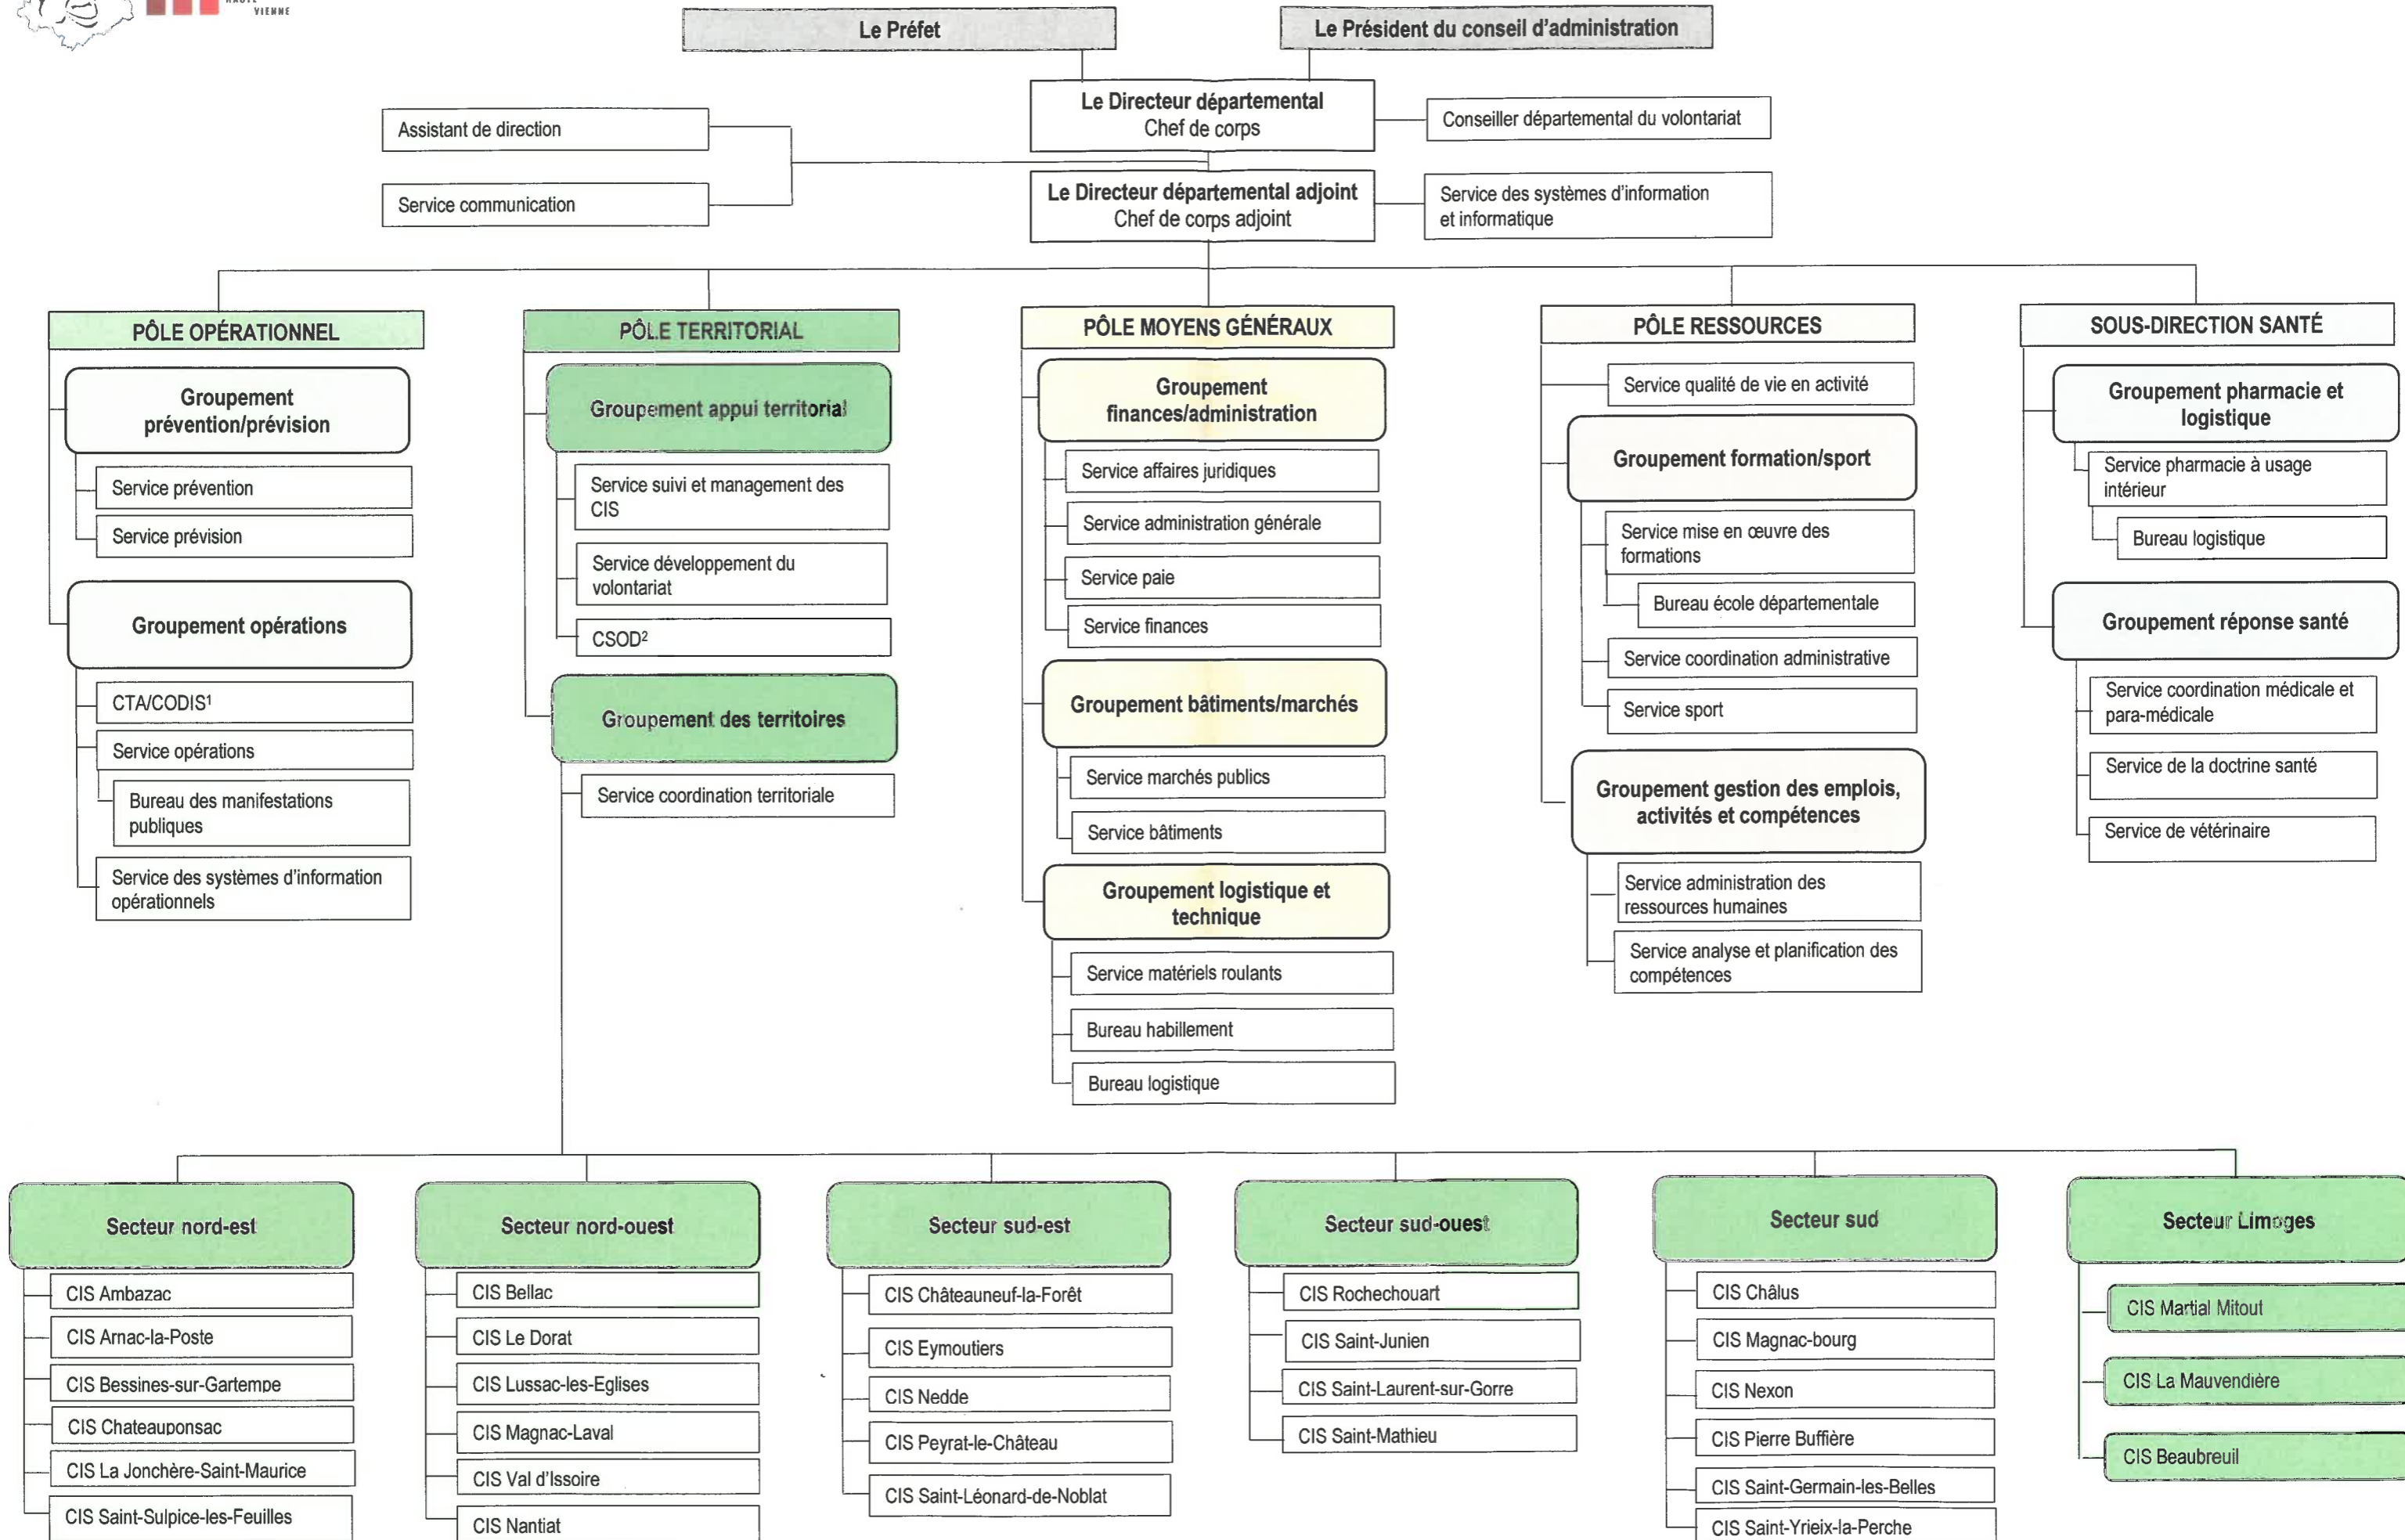 HAUTE
VIENNE
Le Préfet
Le Président du conseil d'administration
Le Directeur départemental
Chef de corps
Assistant de direction
Conseiller départemental du volontariat
Service communication
Le Directeur départemental adjoint
Chef de corps adjoint
Service des systèmes d'information
et informatique
PÔLE OPÉRATIONNEL
Groupement
prévention/prévision
Service prévention
Service prévision
Groupement opérations
CTA/CODIS¹
Service opérations
Bureau des manifestations
publiques
Service des systèmes d'information
opérationnels
PÔLE TERRITORIAL
Groupement appui territorial
Service suivi et management des
CIS
Service développement du
volontariat
CSOD²
Groupement des territoires
Service coordination territoriale
PÔLE MOYENS GÉNÉRAUX
Groupement
finances/administration
Service affaires juridiques
Service administration générale
Service paie
Service finances
Groupement bâtiments/marchés
Service marchés publics
Service bâtiments
Groupement logistique et
technique
Service matériels roulants
Bureau habillement
Bureau logistique
PÔLE RESSOURCES
Service qualité de vie en activité
Groupement formation/sport
Service mise en œuvre des
formations
Bureau école départementale
Service coordination administrative
Service sport
Groupement gestion des emplois,
activités et compétences
Service administration des
ressources humaines
Service analyse et planification des
compétences
SOUS-DIRECTION SANTÉ
Groupement pharmacie et
logistique
Service pharmacie à usage
intérieur
Bureau logistique
Groupement réponse santé
Service coordination médicale et
para-médicale
Service de la doctrine santé
Service de vétérinaire
Secteur nord-est
CIS Ambazac
CIS Arnac-la-Poste
CIS Bessines-sur-Gartempe
CIS Chateauponsac
CIS La Jonchère-Saint-Maurice
CIS Saint-Sulpice-les-Feuilles
Secteur nord-ouest
CIS Bellac
CIS Le Dorat
CIS Lussac-les-Eglises
CIS Magnac-Laval
CIS Val d'Issoire
CIS Nantiat
Secteur sud-est
CIS Châteauneuf-la-Forêt
CIS Eymoutiers
CIS Nedde
CIS Peyrat-le-Château
CIS Saint-Léonard-de-Noblat
Secteur sud-ouest
CIS Rochechouart
CIS Saint-Junien
CIS Saint-Laurent-sur-Gorre
CIS Saint-Mathieu
Secteur sud
CIS Châlus
CIS Magnac-bourg
CIS Nexon
CIS Pierre Buffière
CIS Saint-Germain-les-Belles
CIS Saint-Yrieix-la-Perche
Secteur Limoges
CIS Martial Mitout
CIS La Mauvendière
CIS Beaubreuil